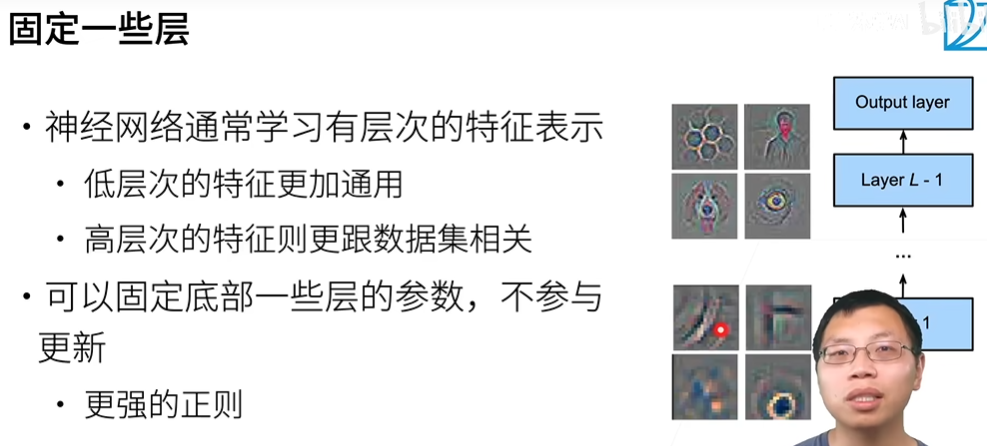 固定一些层
• 神经网络通常学习有层次的特征表示
• 低层次的特征更加通用
• 高层次的特征则更跟数据集相关
• 可以固定底部一些层的参数，不参与
更新
• 更强的正则
Output layer
Layer L - 1
...
1